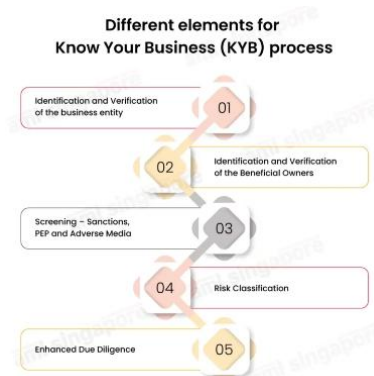 Different elements for
Know Your Business (KYB) process
01
Identification and Verification
of the business entity
02
Identification and Verification
of the Beneficial Owners
03
Screening – Sanctions,
PEP and Adverse Media
04
Risk Classification
05
Enhanced Due Diligence